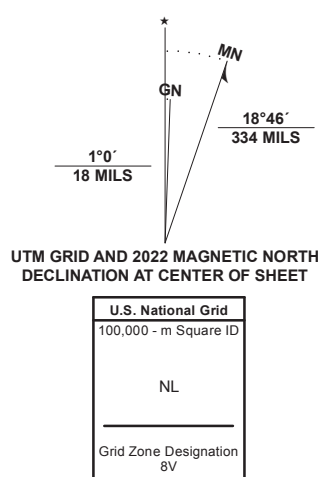 ★
MN
GN
18°46´
334 MILS
1°0´
18 MILS
UTM GRID AND 2022 MAGNETIC NORTH
DECLINATION AT CENTER OF SHEET
U.S. National Grid
100,000 - m Square ID
NL
Grid Zone Designation
8V